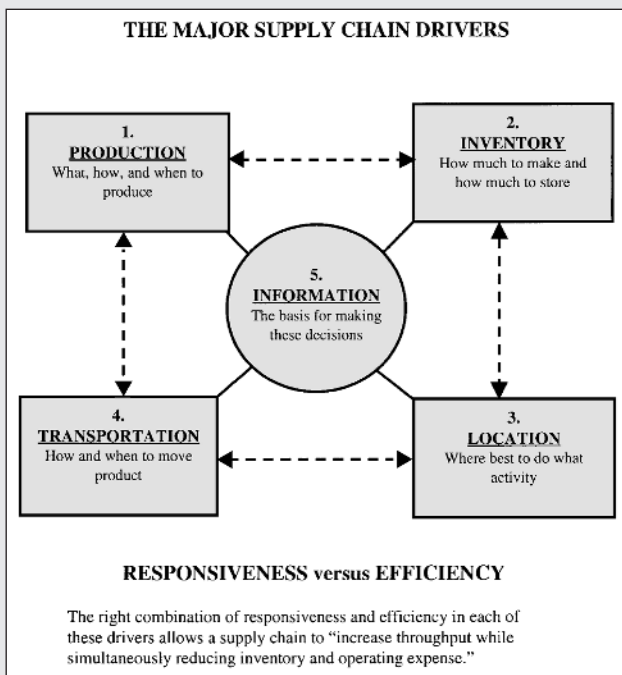 THE MAJOR SUPPLY CHAIN DRIVERS
1.
PRODUCTION
What, how, and when to
produce
2.
INVENTORY
How much to make and
how much to store
5.
INFORMATION
The basis for making
these decisions
4.
TRANSPORTATION
How and when to move
product
3.
LOCATION
Where best to do what
activity
RESPONSIVENESS versus EFFICIENCY
The right combination of responsiveness and efficiency in each of
these drivers allows a supply chain to “increase throughput while
simultaneously reducing inventory and operating expense.”